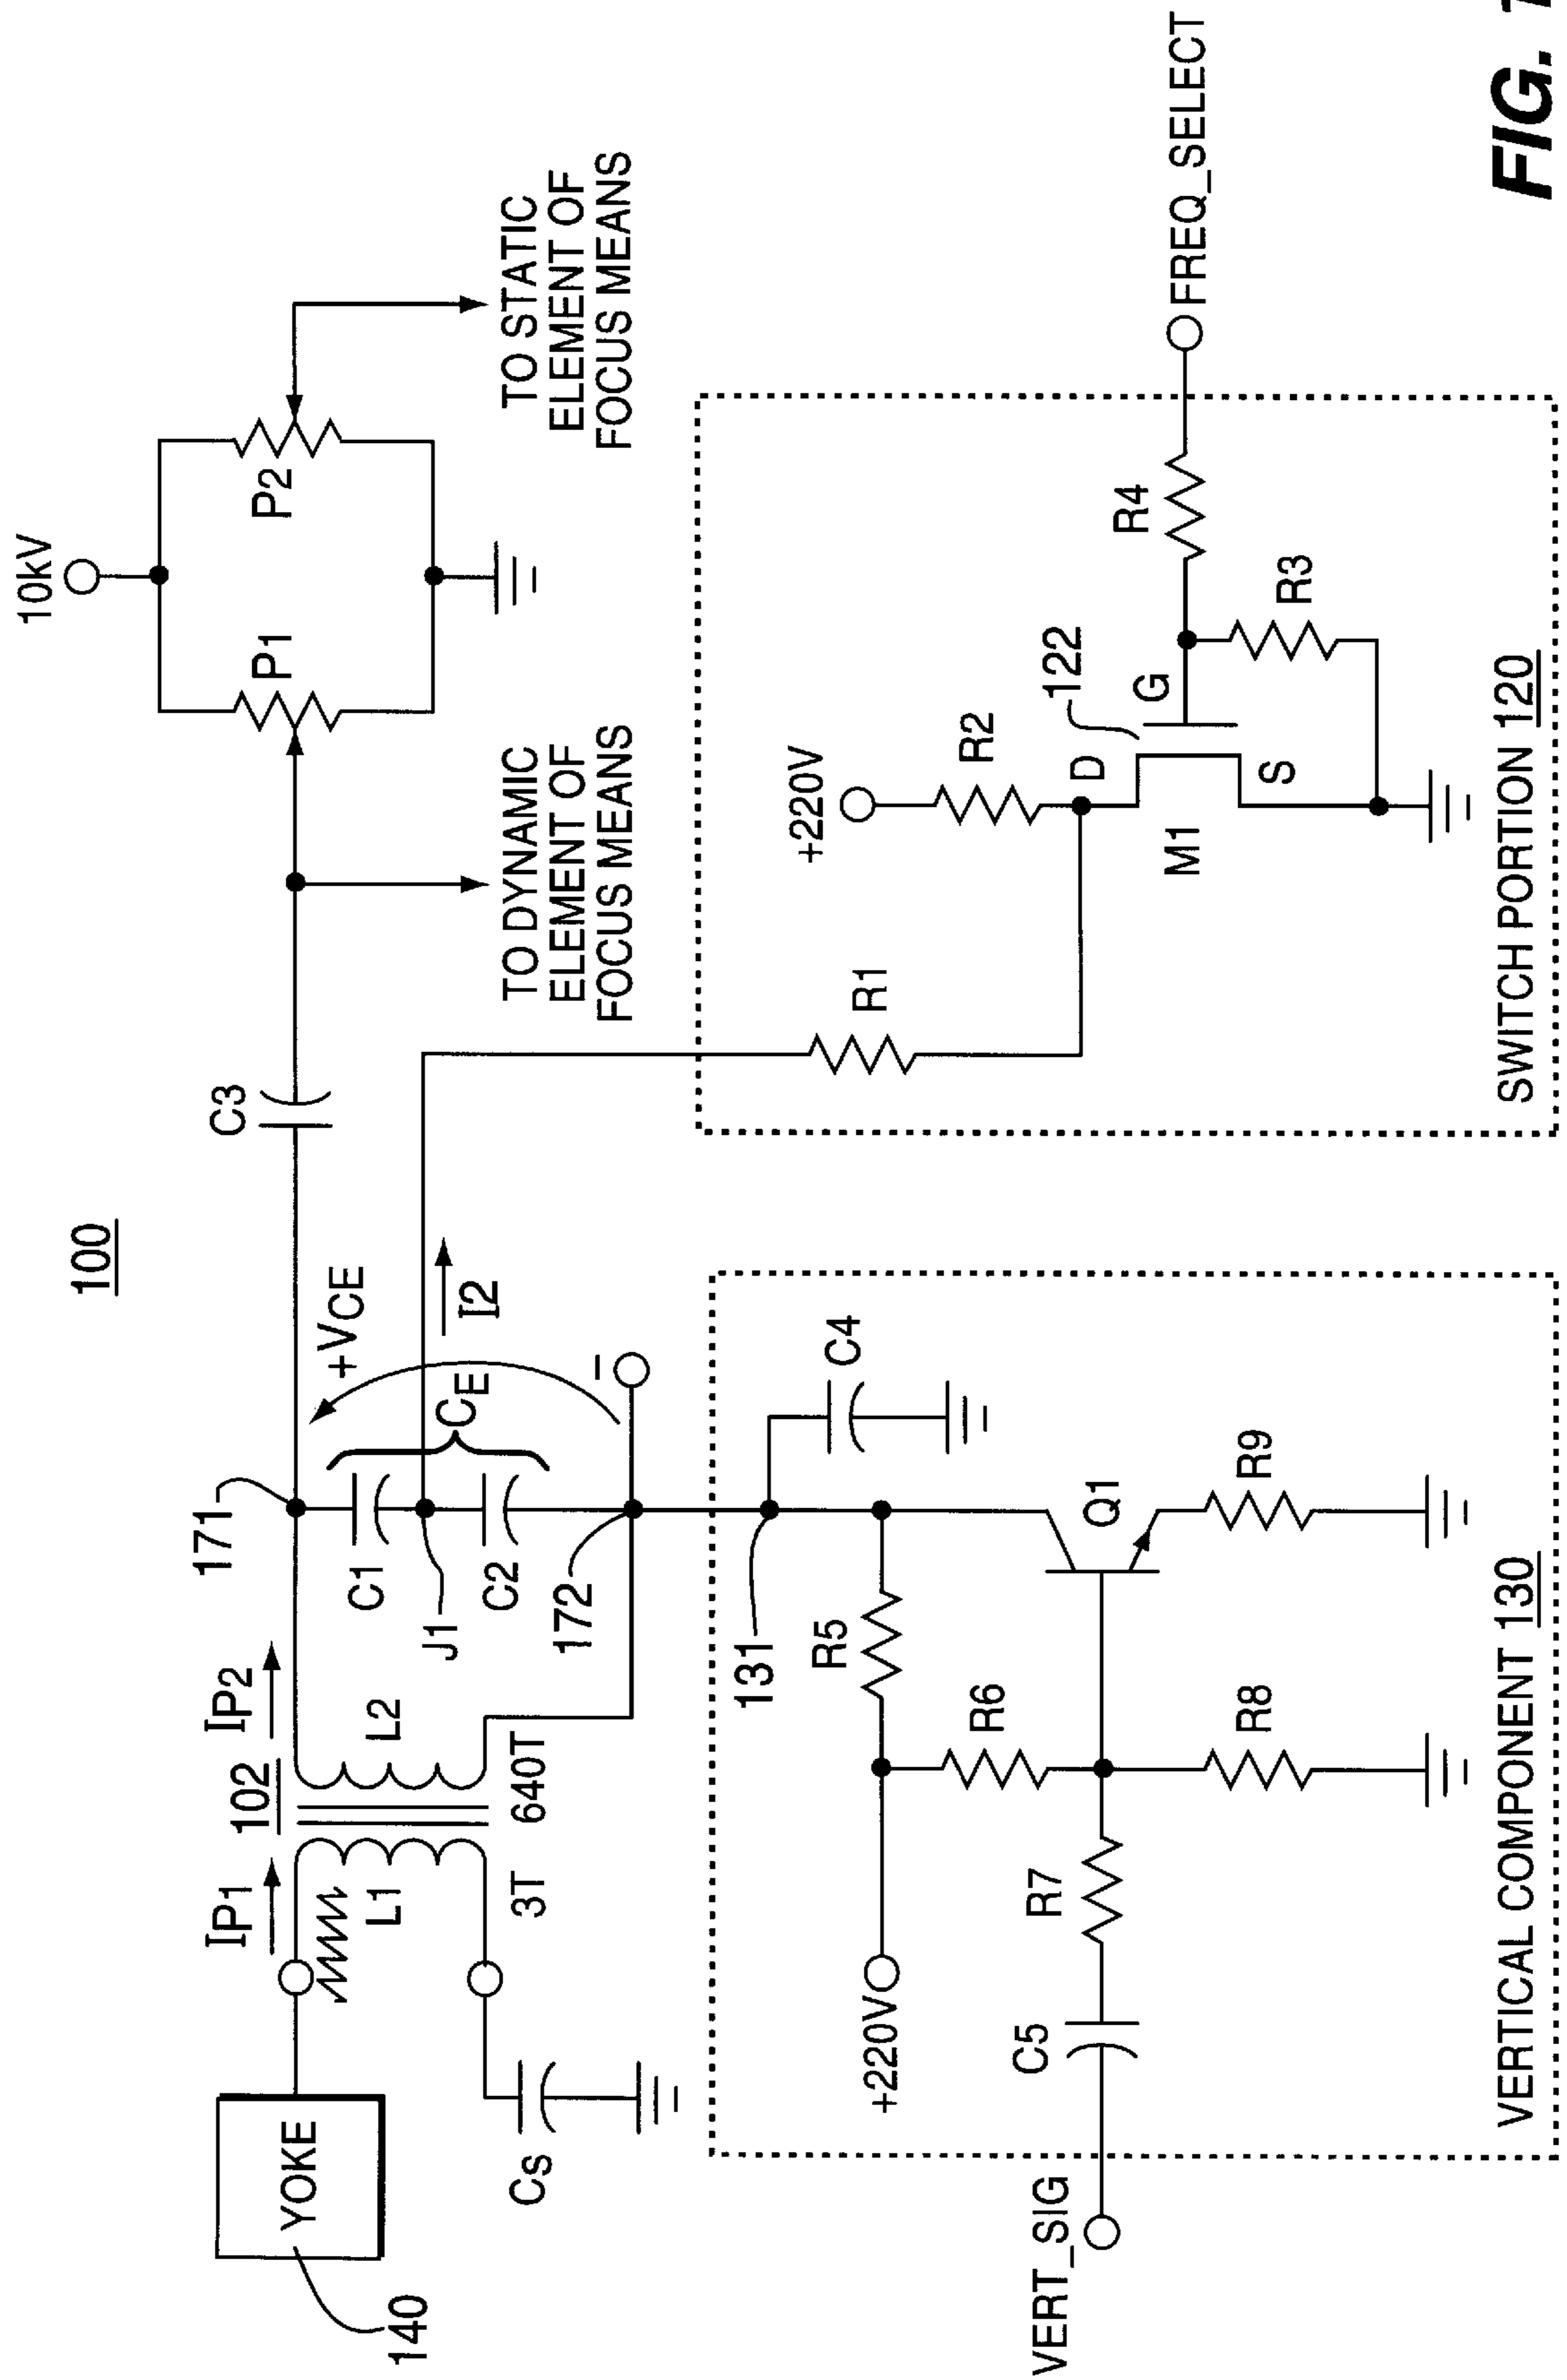 100
10kV
P1
P2
C3
TO DYNAMIC
ELEMENT OF
FOCUS MEANS
TO STATIC
ELEMENT OF
FOCUS MEANS
140
YOKE
CS
IP1
L1
3T
102
IP2
L2
640T
171
C1
J1
C2
172
CE
+VCE
–
I2
131
C4
VERT_SIG
C5
R7
+220V
R5
R6
R8
Q1
R9
VERTICAL COMPONENT 130
R1
+220V
R2
D
M1
S
G
122
R3
R4
FREQ_SELECT
SWITCH PORTION 120
FIG.